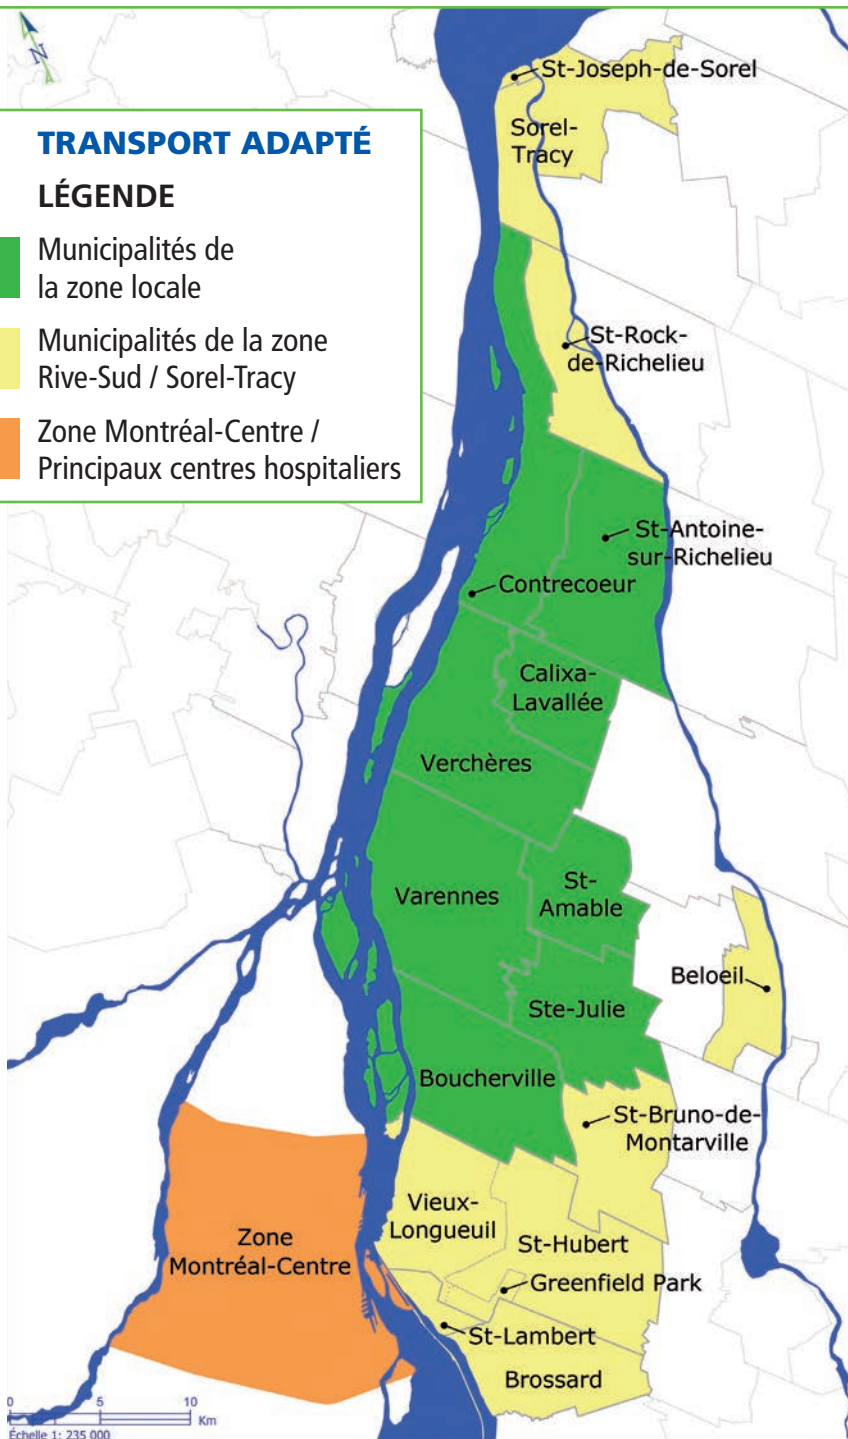 N
TRANSPORT ADAPTÉ
LÉGENDE
Municipalités de
la zone locale
Municipalités de la zone
Rive-Sud / Sorel-Tracy
Zone Montréal-Centre /
Principaux centres hospitaliers
St-Joseph-de-Sorel
Sorel-
Tracy
St-Rock-
de-Richelieu
St-Antoine-
sur-Richelieu
Contrecoeur
Calixa-
Lavallée
Verchères
Varennes
St-
Amable
Beloeil
Ste-Julie
Boucherville
St-Bruno-de-
Montarville
Vieux-
Longueuil
St-Hubert
Zone
Montréal-Centre
Greenfield Park
St-Lambert
Brossard
0 5 10
Km
Échelle 1: 235 000